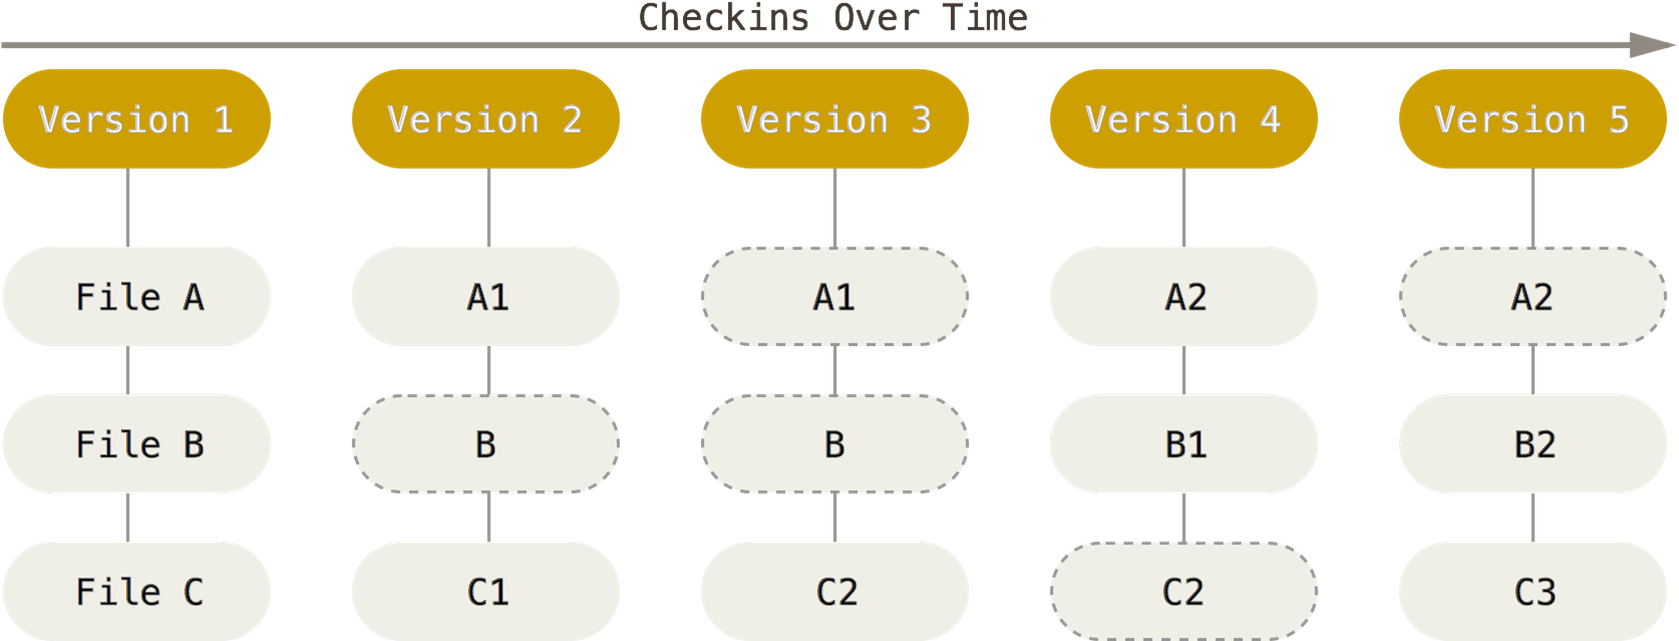 Checkins Over Time
Version 1 Version 2 Version 3 Version 4 Version 5
File A A1 A1 A2 A2
File B B B B1 B2
File C C1 C2 C2 C3